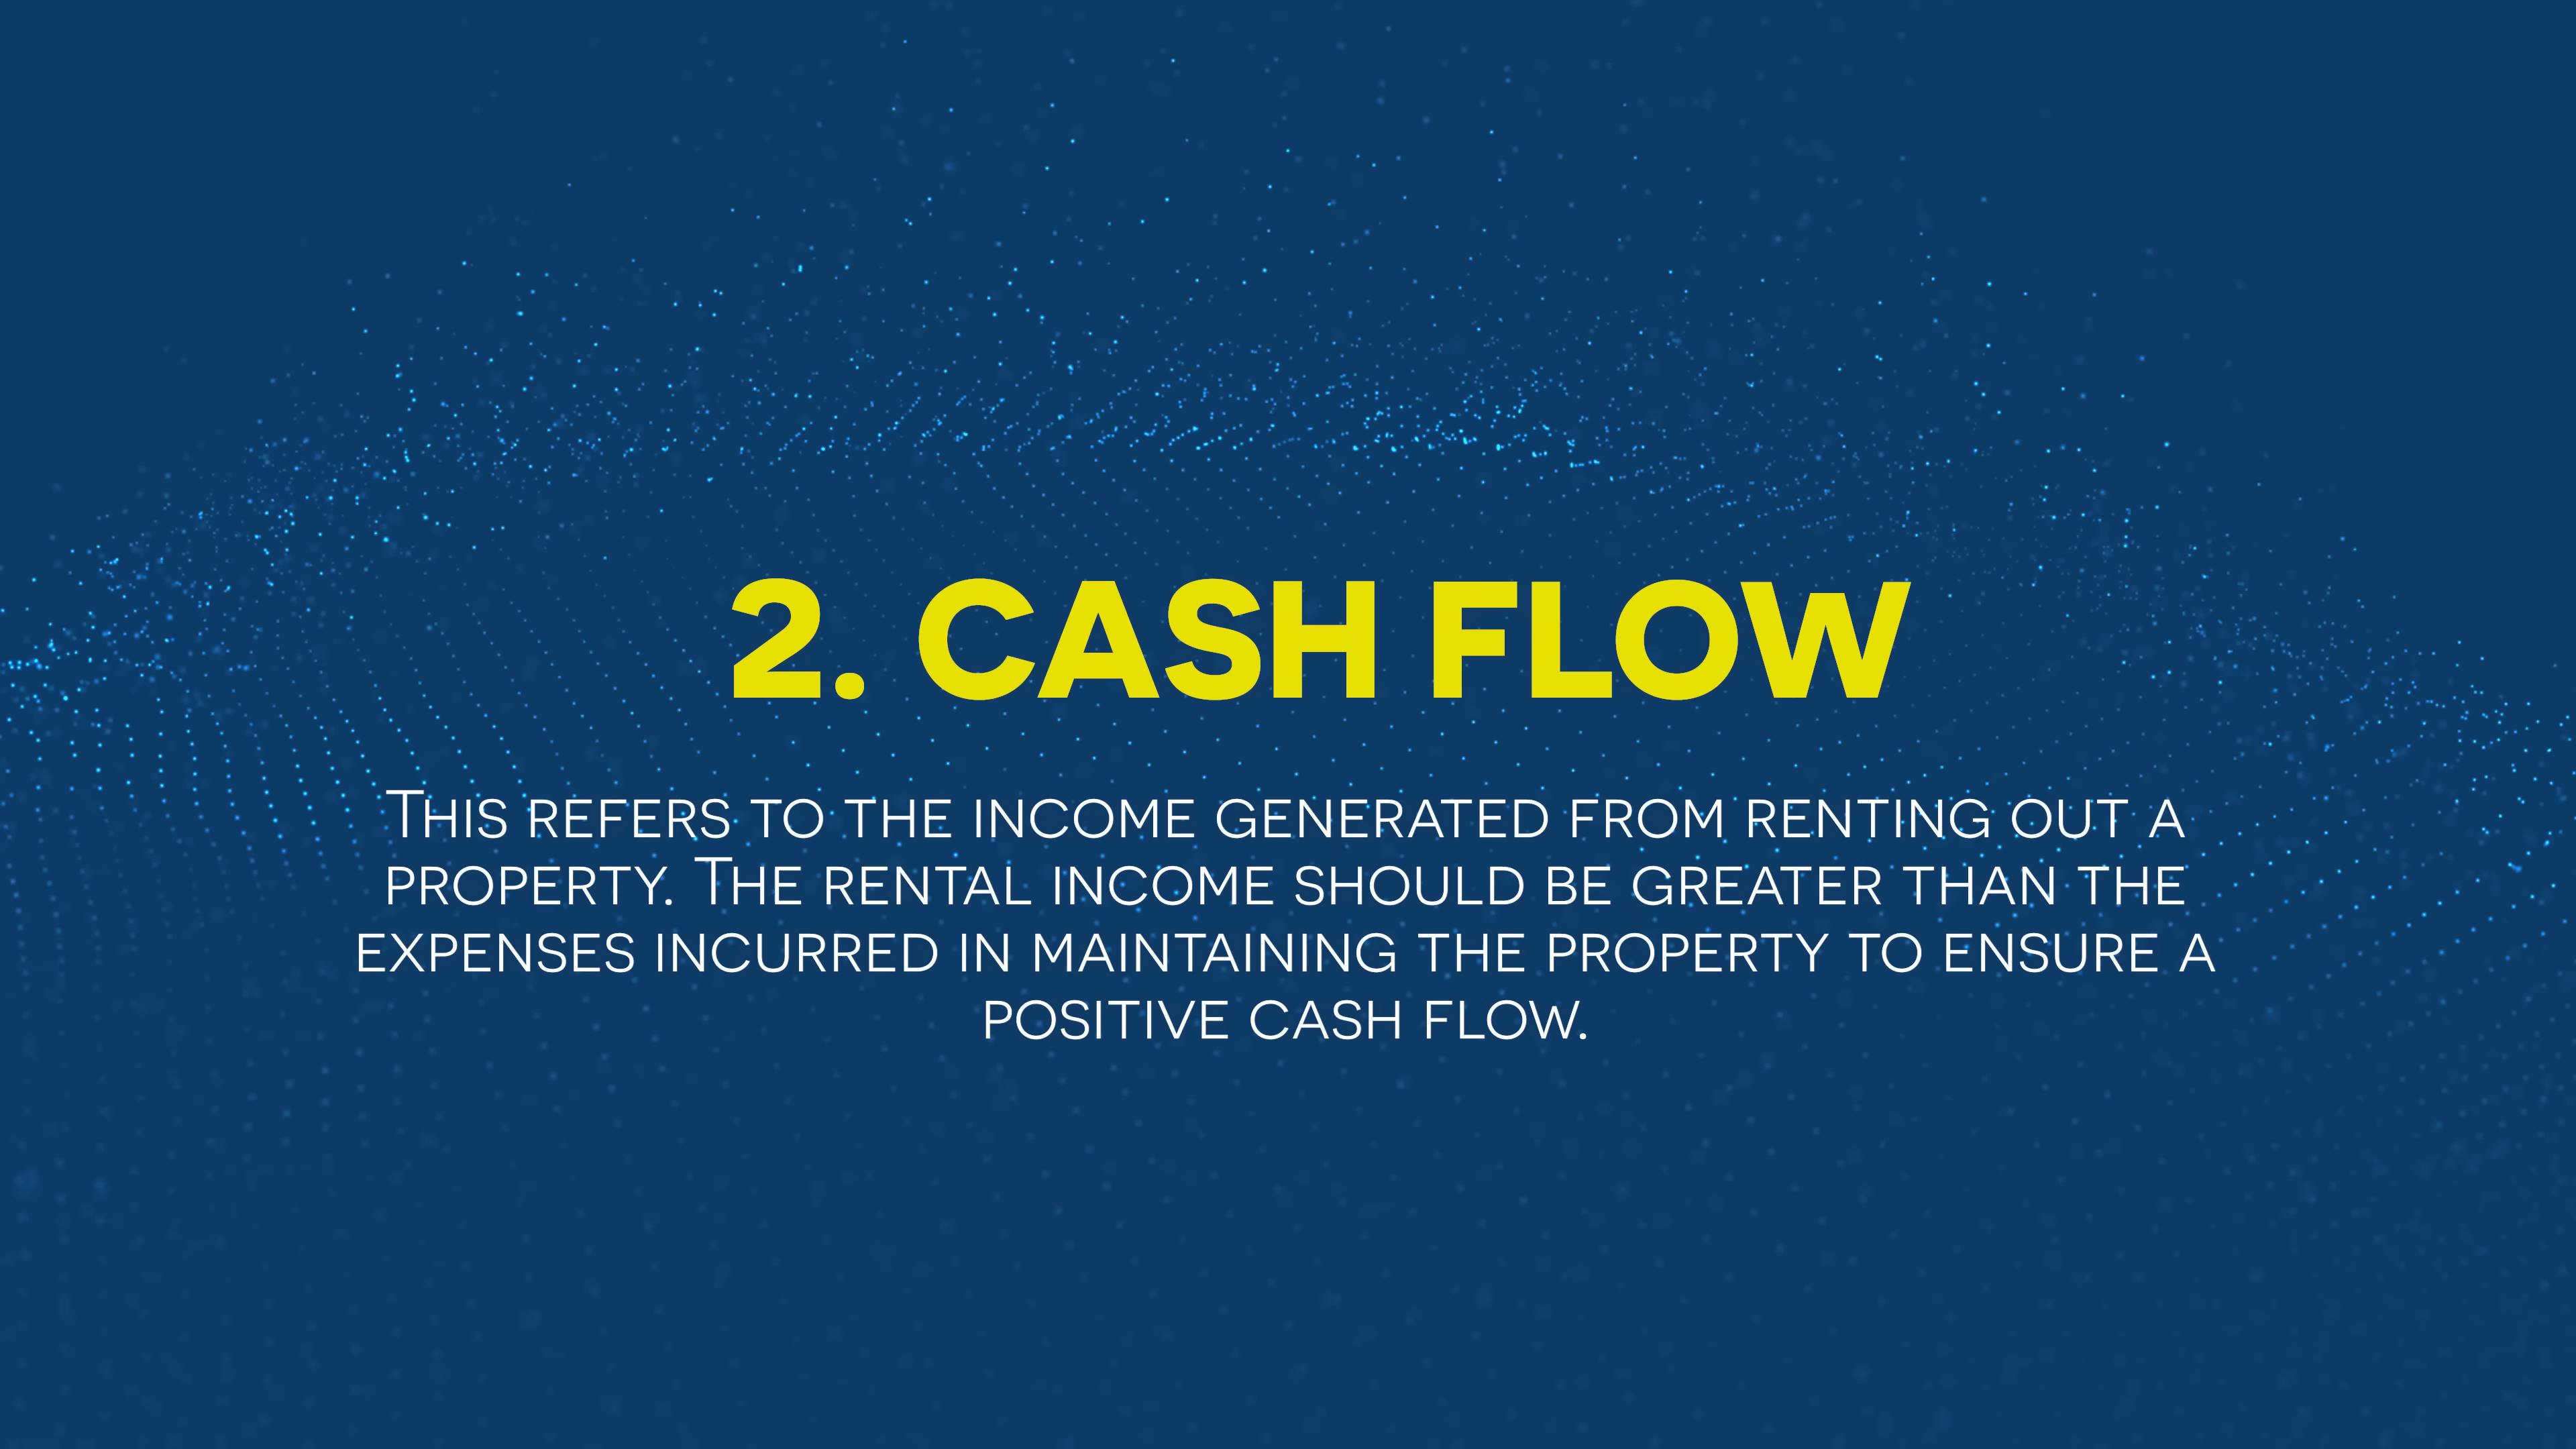 2. CASH FLOW
This refers to the income generated from renting out a
property. The rental income should be greater than the
expenses incurred in maintaining the property to ensure a
positive cash flow.